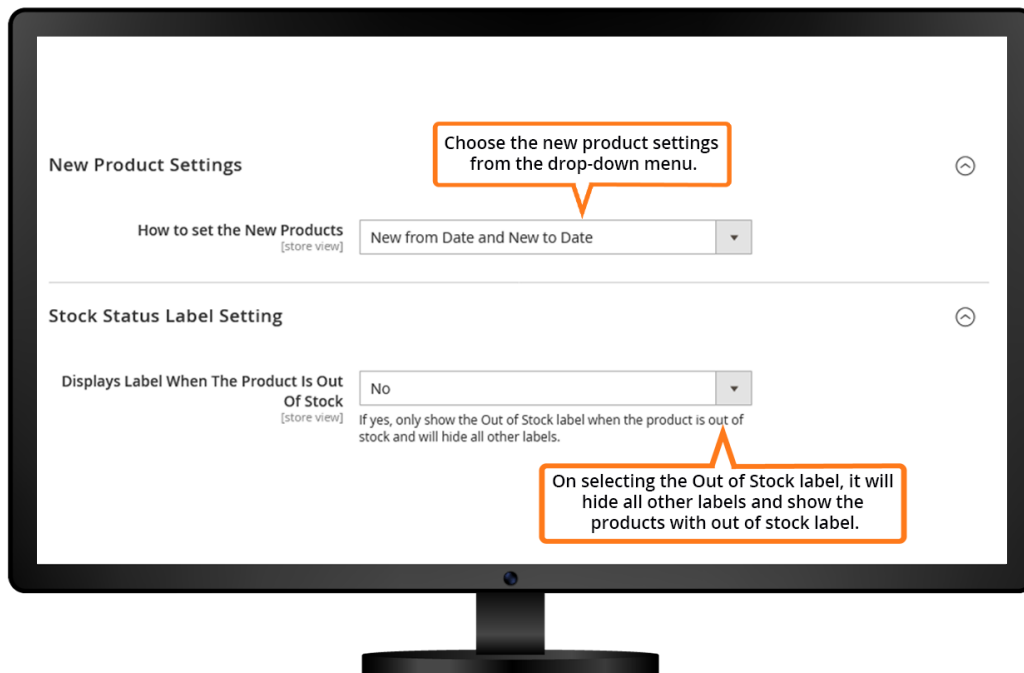 Choose the new product settings
from the drop-down menu.
New Product Settings
How to set the New Products
[store view]
New from Date and New to Date
Stock Status Label Setting
Displays Label When The Product Is Out
Of Stock
[store view]
No
If yes, only show the Out of Stock label when the product is out of
stock and will hide all other labels.
On selecting the Out of Stock label, it will
hide all other labels and show the
products with out of stock label.